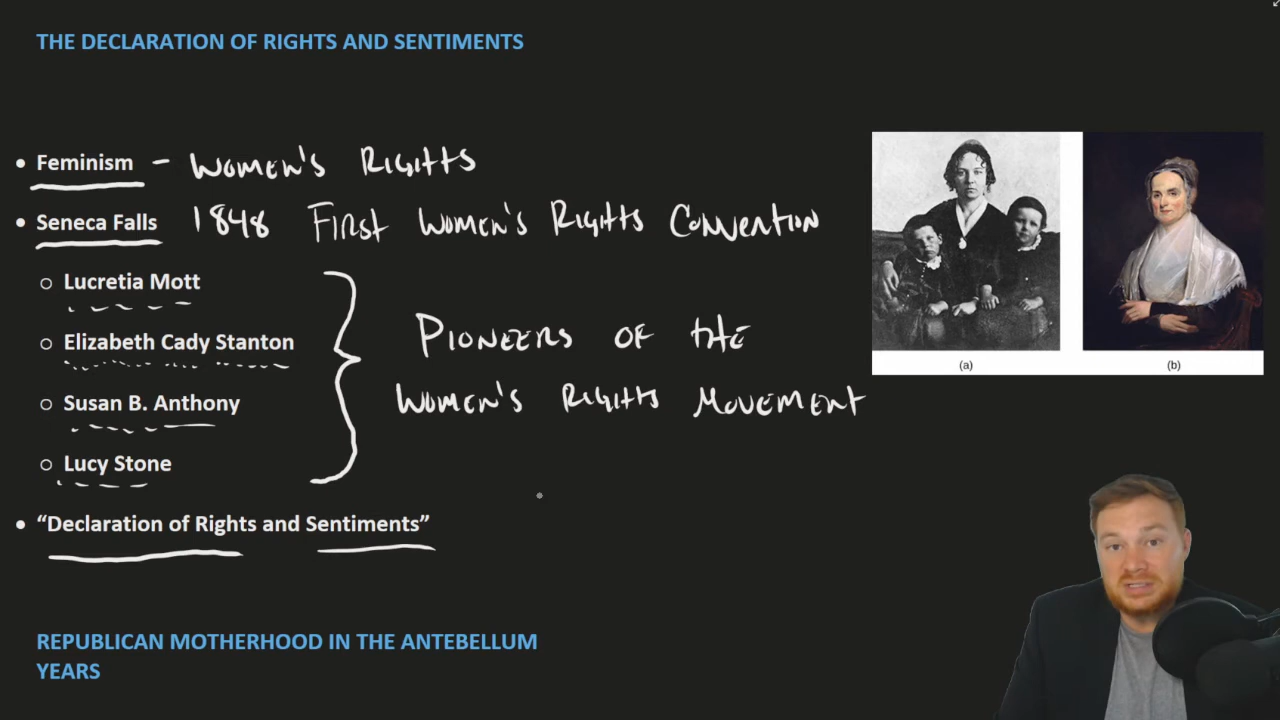 THE DECLARATION OF RIGHTS AND SENTIMENTS
• Feminism – WOMEN'S RIGHTS
• Seneca Falls 1848 FIRST WOMEN'S RIGHTS CONVENTION
○ Lucretia Mott
○ Elizabeth Cady Stanton
○ Susan B. Anthony
○ Lucy Stone
PIONEERS OF THE
WOMEN'S RIGHTS MOVEMENT
• “Declaration of Rights and Sentiments”
(a) (b)
REPUBLICAN MOTHERHOOD IN THE ANTEBELLUM
YEARS